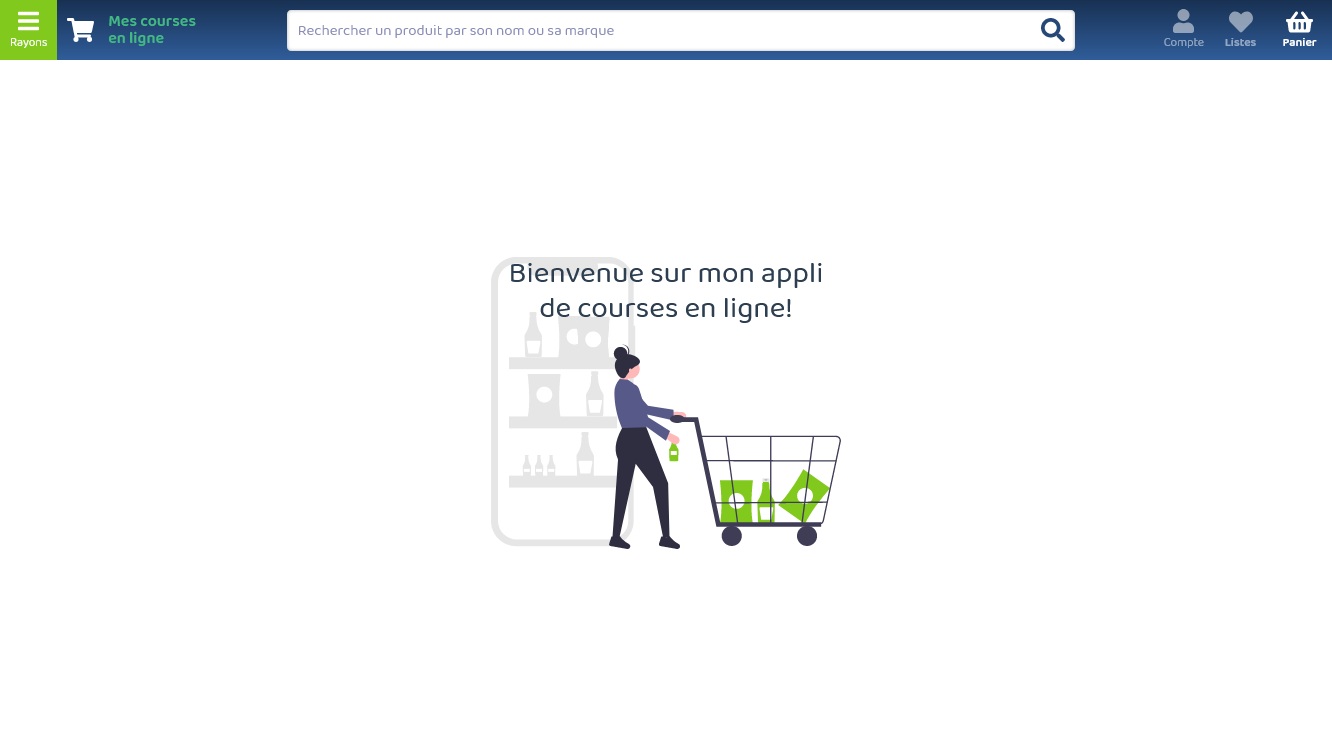 Rayons
Mes courses
en ligne
Rechercher un produit par son nom ou sa marque
Compte
Listes
Panier
Bienvenue sur mon appli
de courses en ligne!